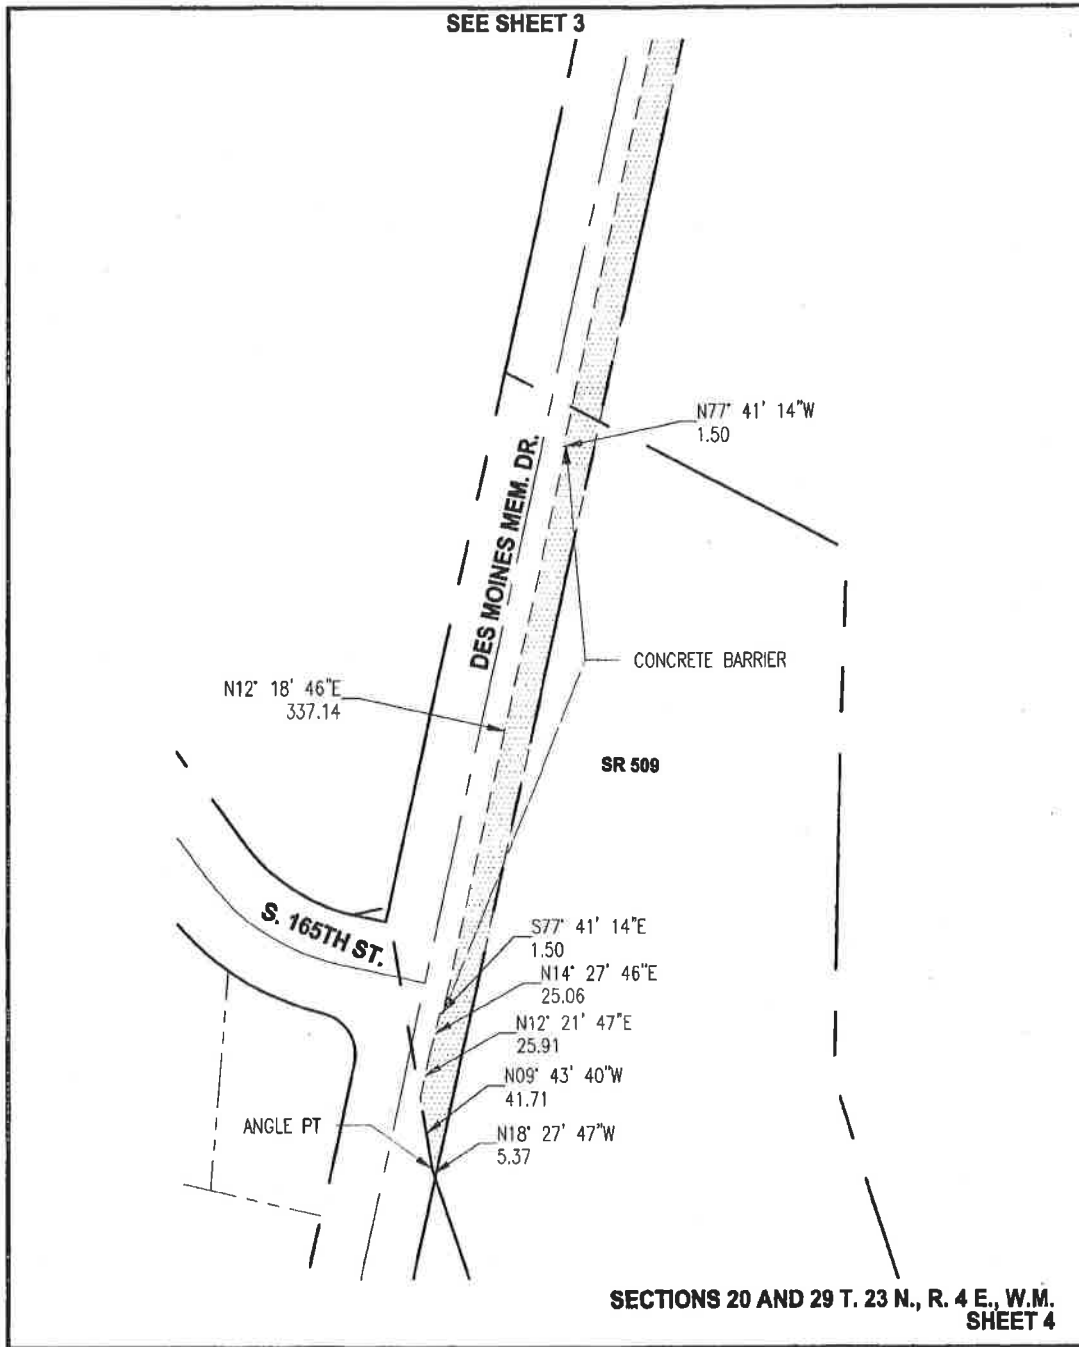 SEE SHEET 3
N77° 41' 14"W
1.50
DES MOINES MEM. DR.
CONCRETE BARRIER
N12° 18' 46"E
337.14
SR 509
S. 165TH ST.
S77° 41' 14"E
1.50
N14° 27' 46"E
25.06
N12° 21' 47"E
25.91
N09° 43' 40"W
41.71
ANGLE PT
N18° 27' 47"W
5.37
SECTIONS 20 AND 29 T. 23 N., R. 4 E., W.M.
SHEET 4